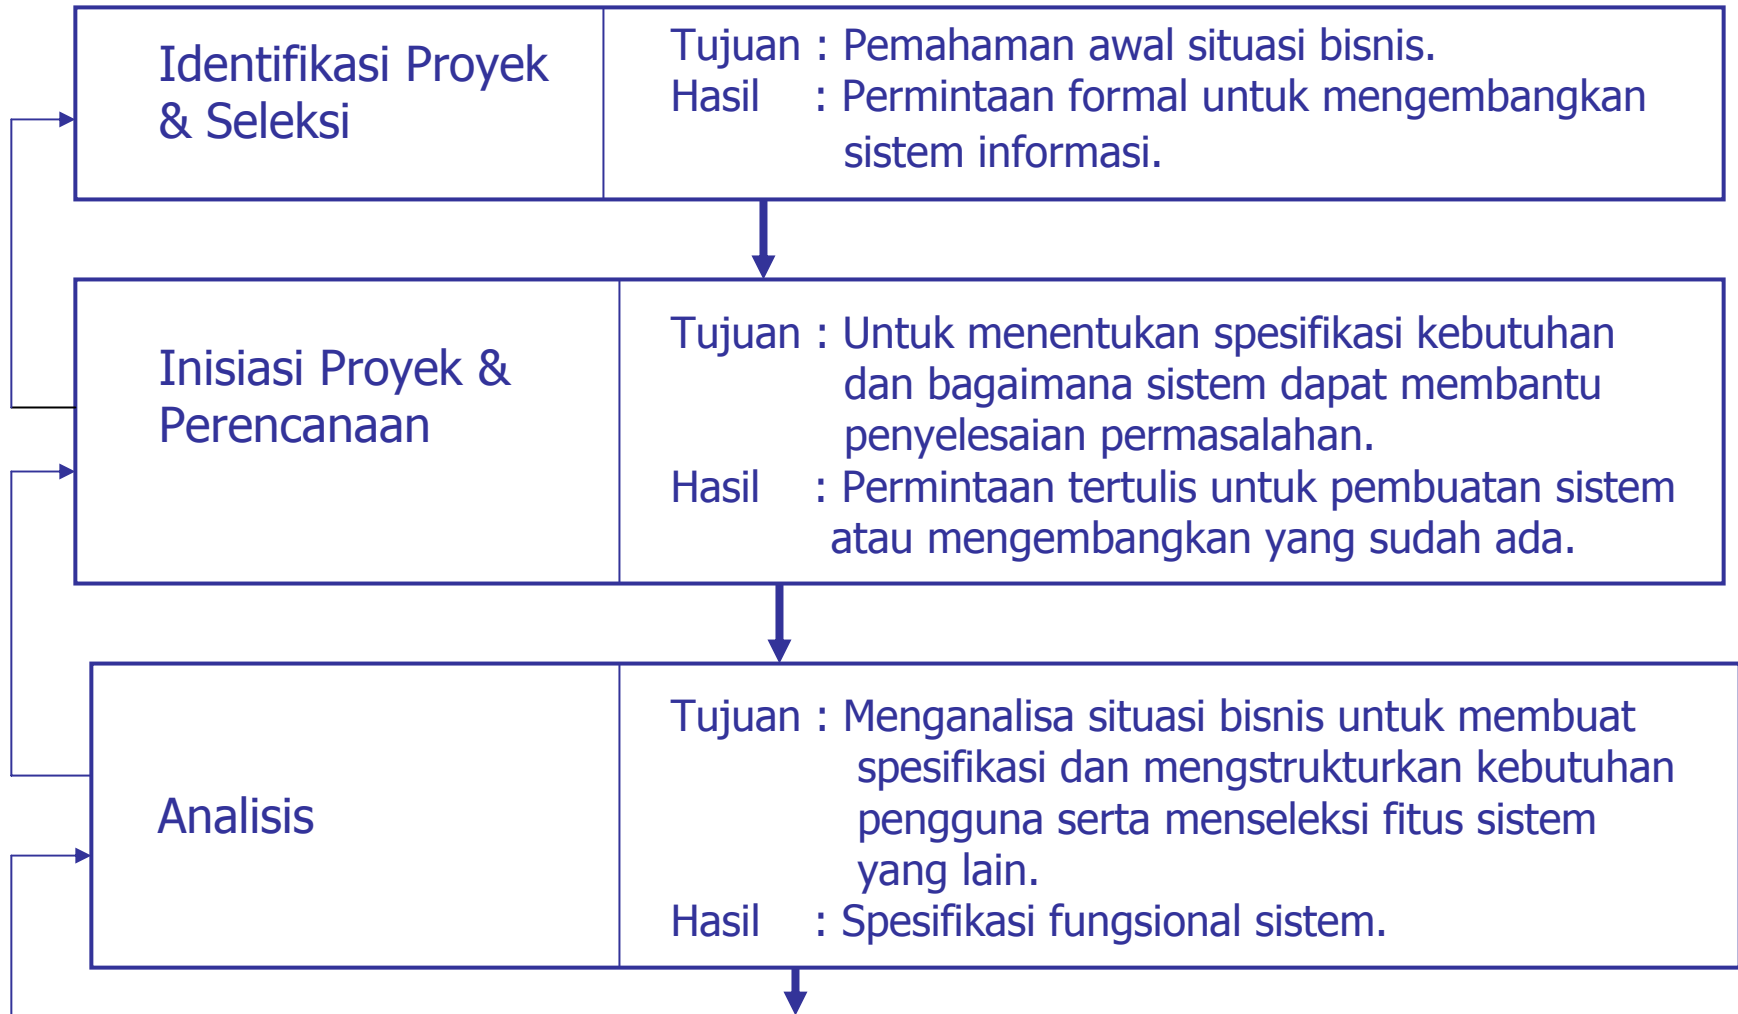 Identifikasi Proyek
& Seleksi
Tujuan : Pemahaman awal situasi bisnis.
Hasil : Permintaan formal untuk mengembangkan
sistem informasi.
Inisiasi Proyek &
Perencanaan
Tujuan : Untuk menentukan spesifikasi kebutuhan
dan bagaimana sistem dapat membantu
penyelesaian permasalahan.
Hasil : Permintaan tertulis untuk pembuatan sistem
atau mengembangkan yang sudah ada.
Analisis
Tujuan : Menganalisa situasi bisnis untuk membuat
spesifikasi dan mengstrukturkan kebutuhan
pengguna serta menseleksi fitus sistem
yang lain.
Hasil : Spesifikasi fungsional sistem.